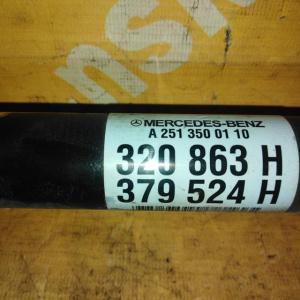 MERCEDES-BENZ
A 251 350 01 10
320 863 H
379 524 H